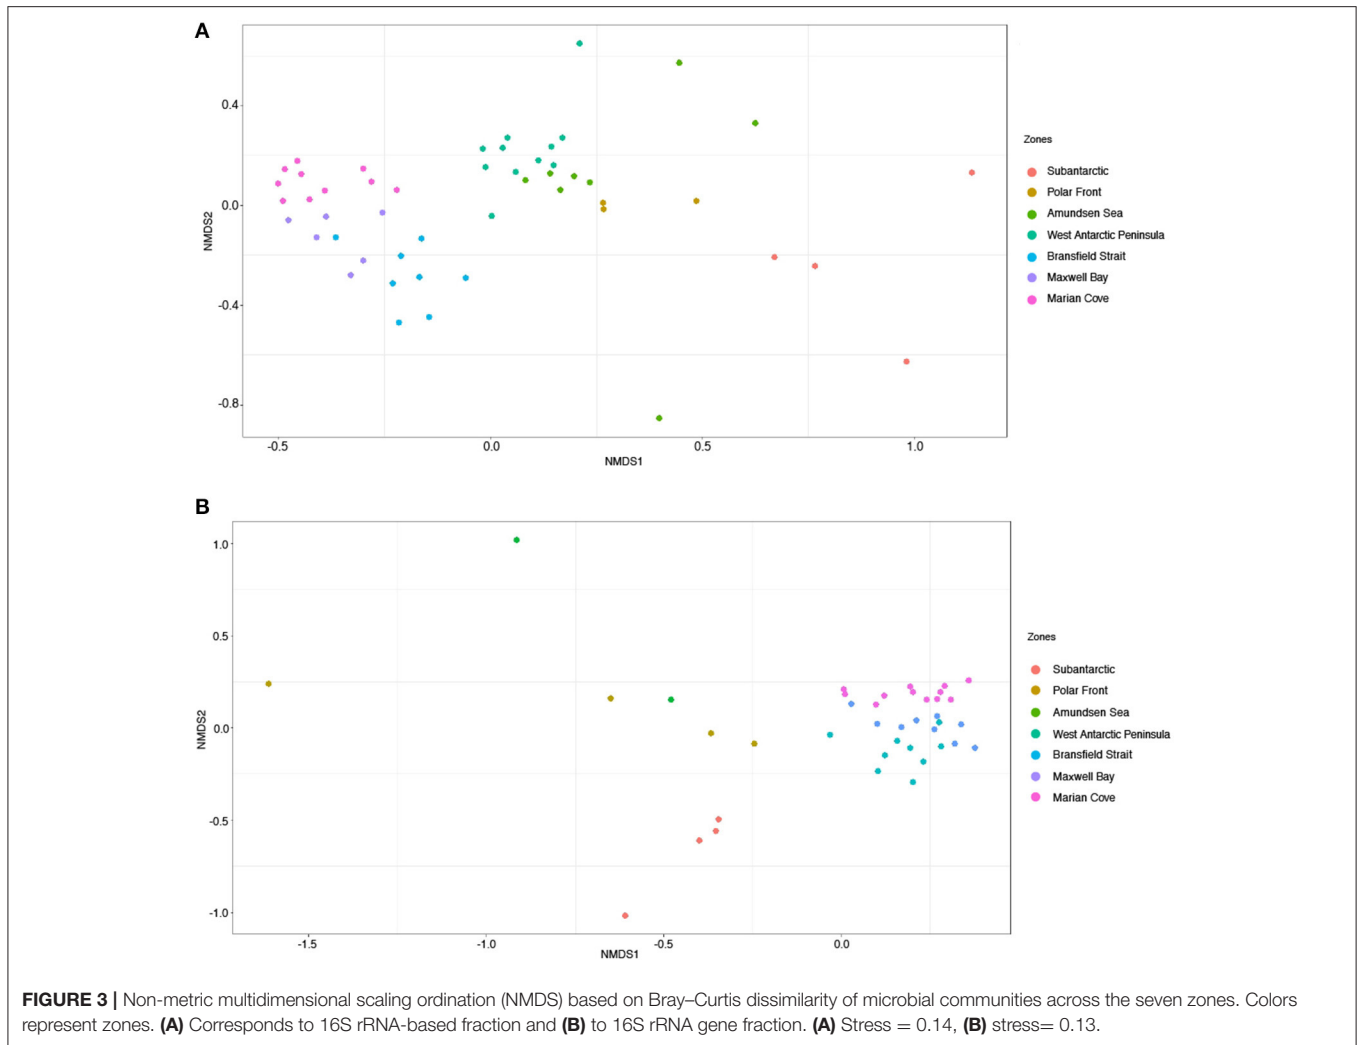 A
0.4
0.0
-0.4
-0.8
NMDS2
-0.5
0.0
0.5
1.0
NMDS1
Zones
Subantarctic
Polar Front
Amundsen Sea
West Antarctic Peninsula
Bransfield Strait
Maxwell Bay
Marian Cove
B
1.0
0.5
0.0
-0.5
-1.0
NMDS2
-1.5
-1.0
-0.5
0.0
NMDS1
Zones
Subantarctic
Polar Front
Amundsen Sea
West Antarctic Peninsula
Bransfield Strait
Maxwell Bay
Marian Cove
FIGURE 3 | Non-metric multidimensional scaling ordination (NMDS) based on Bray–Curtis dissimilarity of microbial communities across the seven zones. Colors
represent zones. (A) Corresponds to 16S rRNA-based fraction and (B) to 16S rRNA gene fraction. (A) Stress = 0.14, (B) stress= 0.13.